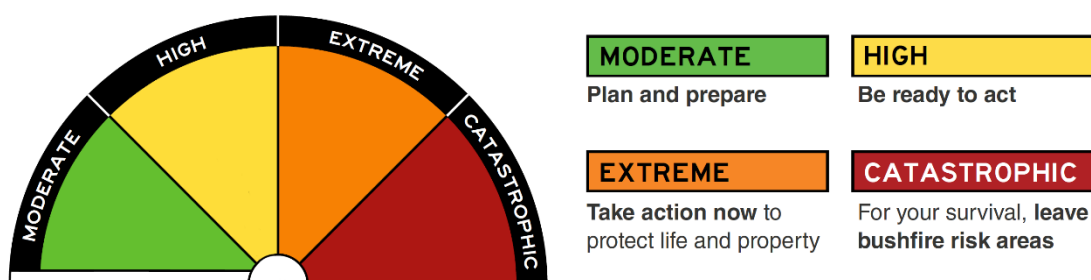 MODERATE
HIGH
EXTREME
CATASTROPHIC
MODERATE
Plan and prepare
HIGH
Be ready to act
EXTREME
Take action now to
protect life and property
CATASTROPHIC
For your survival, leave
bushfire risk areas